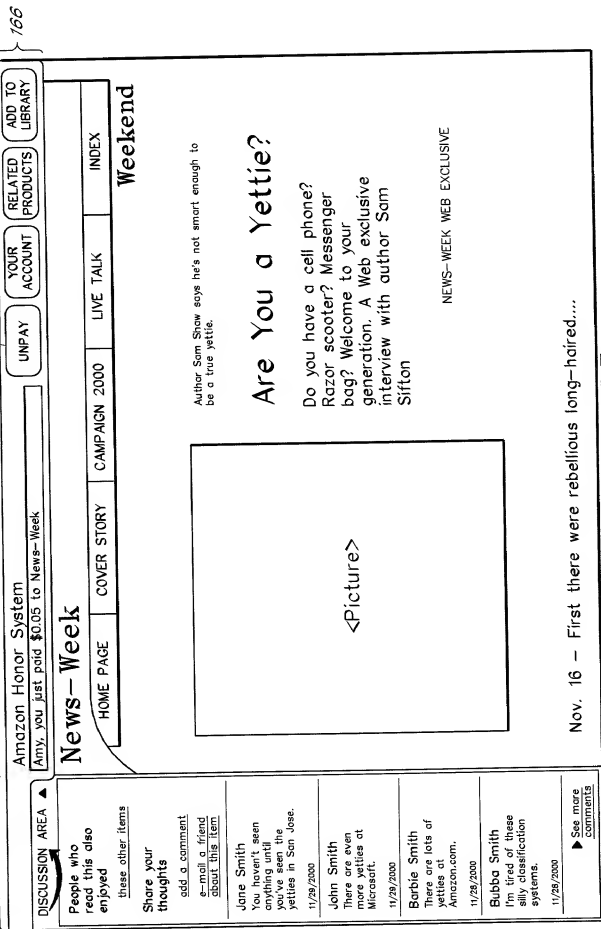 166
Amazon Honor System
Amy, you just paid $0.05 to News-Week
UNPAY
YOUR
ACCOUNT
RELATED
PRODUCTS
ADD TO
LIBRARY
DISCUSSION AREA ▲
People who
read this also
enjoyed
these other items
Share your
thoughts
add a comment
e-mail a friend
about this item
Jane Smith
You haven't seen
anything until
you've seen the
yetties in San Jose.
11/29/2000
John Smith
There are even
more yetties at
Microsoft.
11/29/2000
Barbie Smith
There are lots of
yetties at
Amazon.com.
11/28/2000
Bubba Smith
I'm tired of these
silly classification
systems.
11/28/2000
▶ See more
comments
News-Week
HOME PAGE
COVER STORY
CAMPAIGN 2000
LIVE TALK
INDEX
Weekend
<Picture>
Author Sam Shaw says he's not smart enough to
be a true yettie.
Are You a Yettie?
Do you have a cell phone?
Razor scooter? Messenger
bag? Welcome to your
generation. A Web exclusive
interview with author Sam
Sifton
NEWS-WEEK WEB EXCLUSIVE
Nov. 16 - First there were rebellious long-haired....